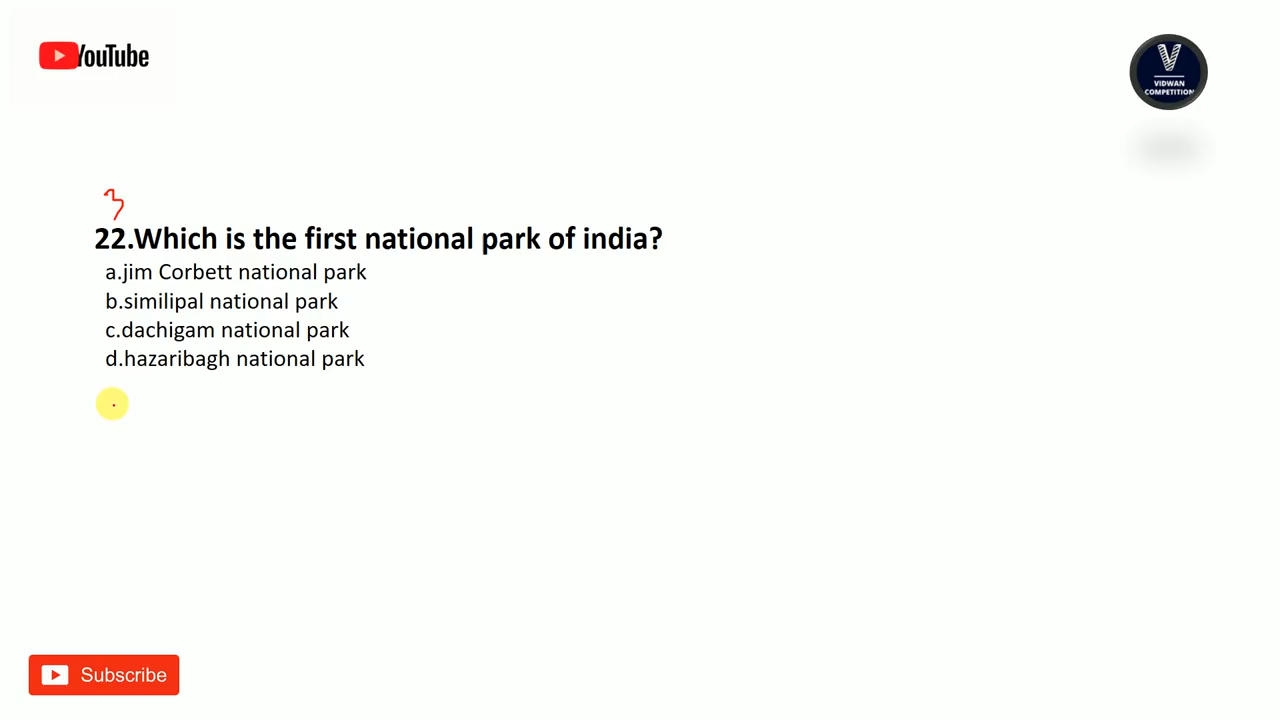 YouTube
V
VIDWAN
COMPETITION
3
22.Which is the first national park of india?
a.jim Corbett national park
b.similipal national park
c.dachigam national park
d.hazaribagh national park
Subscribe